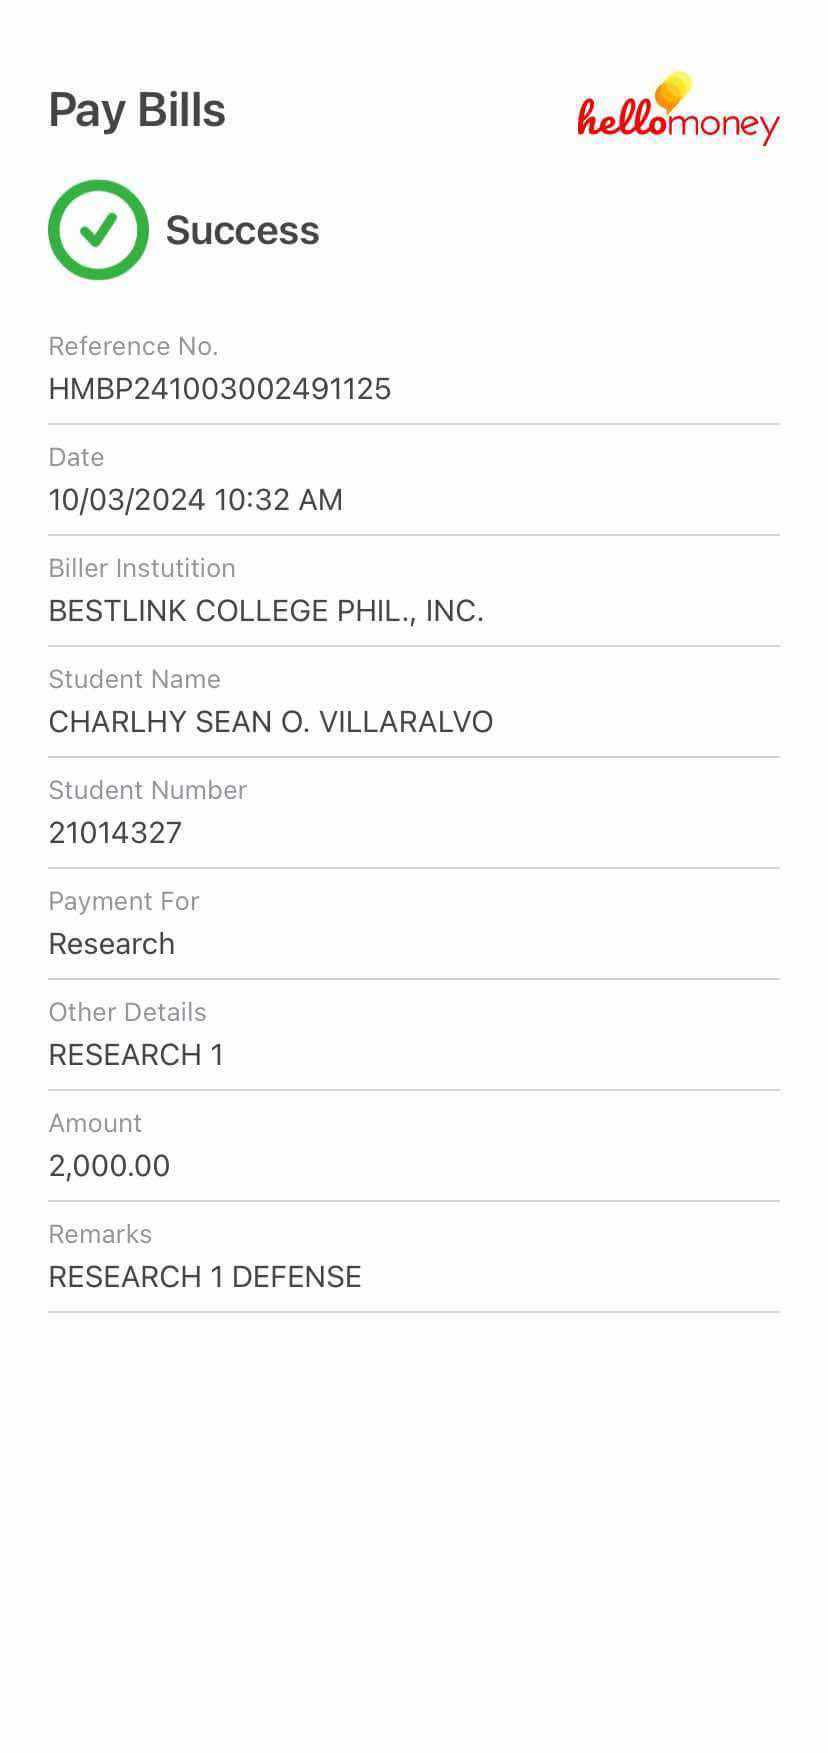 Pay Bills
hellomoney
Success
Reference No.
HMBP241003002491125
Date
10/03/2024 10:32 AM
Biller Instutition
BESTLINK COLLEGE PHIL., INC.
Student Name
CHARLHY SEAN O. VILLARALVO
Student Number
21014327
Payment For
Research
Other Details
RESEARCH 1
Amount
2,000.00
Remarks
RESEARCH 1 DEFENSE